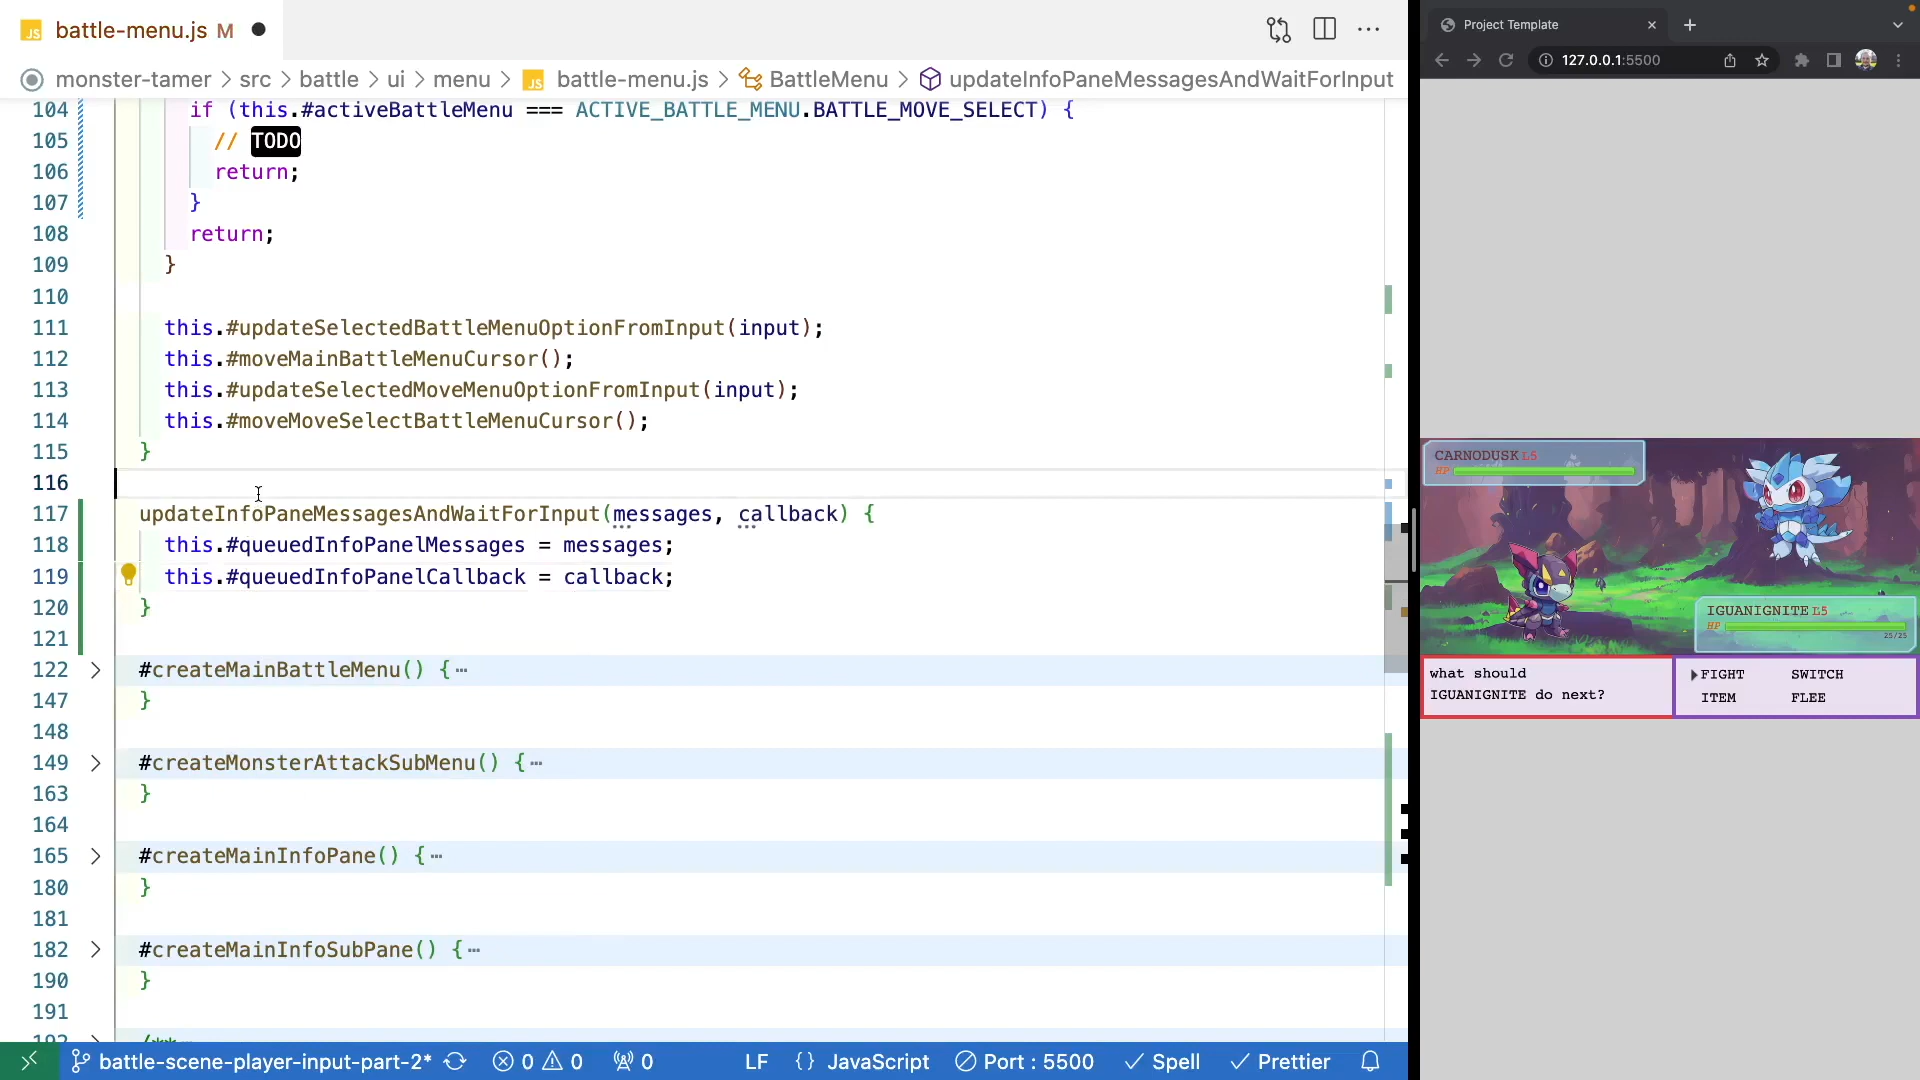 JS battle-menu.js M
monster-tamer > src > battle > ui > menu > JS battle-menu.js > BattleMenu > updateInfoPaneMessagesAndWaitForInput
104 if (this.#activeBattleMenu === ACTIVE_BATTLE_MENU.BATTLE_MOVE_SELECT) {
105 // TODO
106 return;
107 }
108 return;
109 }
110
111 this.#updateSelectedBattleMenuOptionFromInput(input);
112 this.#moveMainBattleMenuCursor();
113 this.#updateSelectedMoveMenuOptionFromInput(input);
114 this.#moveMoveSelectBattleMenuCursor();
115 }
116
117 updateInfoPaneMessagesAndWaitForInput(messages, callback) {
118 this.#queuedInfoPanelMessages = messages;
119 this.#queuedInfoPanelCallback = callback;
120 }
121
122 #createMainBattleMenu() {…
147 }
148
149 #createMonsterAttackSubMenu() {…
163 }
164
165 #createMainInfoPane() {…
180 }
181
182 #createMainInfoSubPane() {…
190 }
191
battle-scene-player-input-part-2* 0 0 0 LF {} JavaScript Port : 5500 Spell Prettier
Project Template
127.0.0.1:5500
CARNODUSK L5
HP
IGUANIGNITE L5
HP
25/25
what should
IGUANIGNITE do next?
FIGHT SWITCH
ITEM FLEE